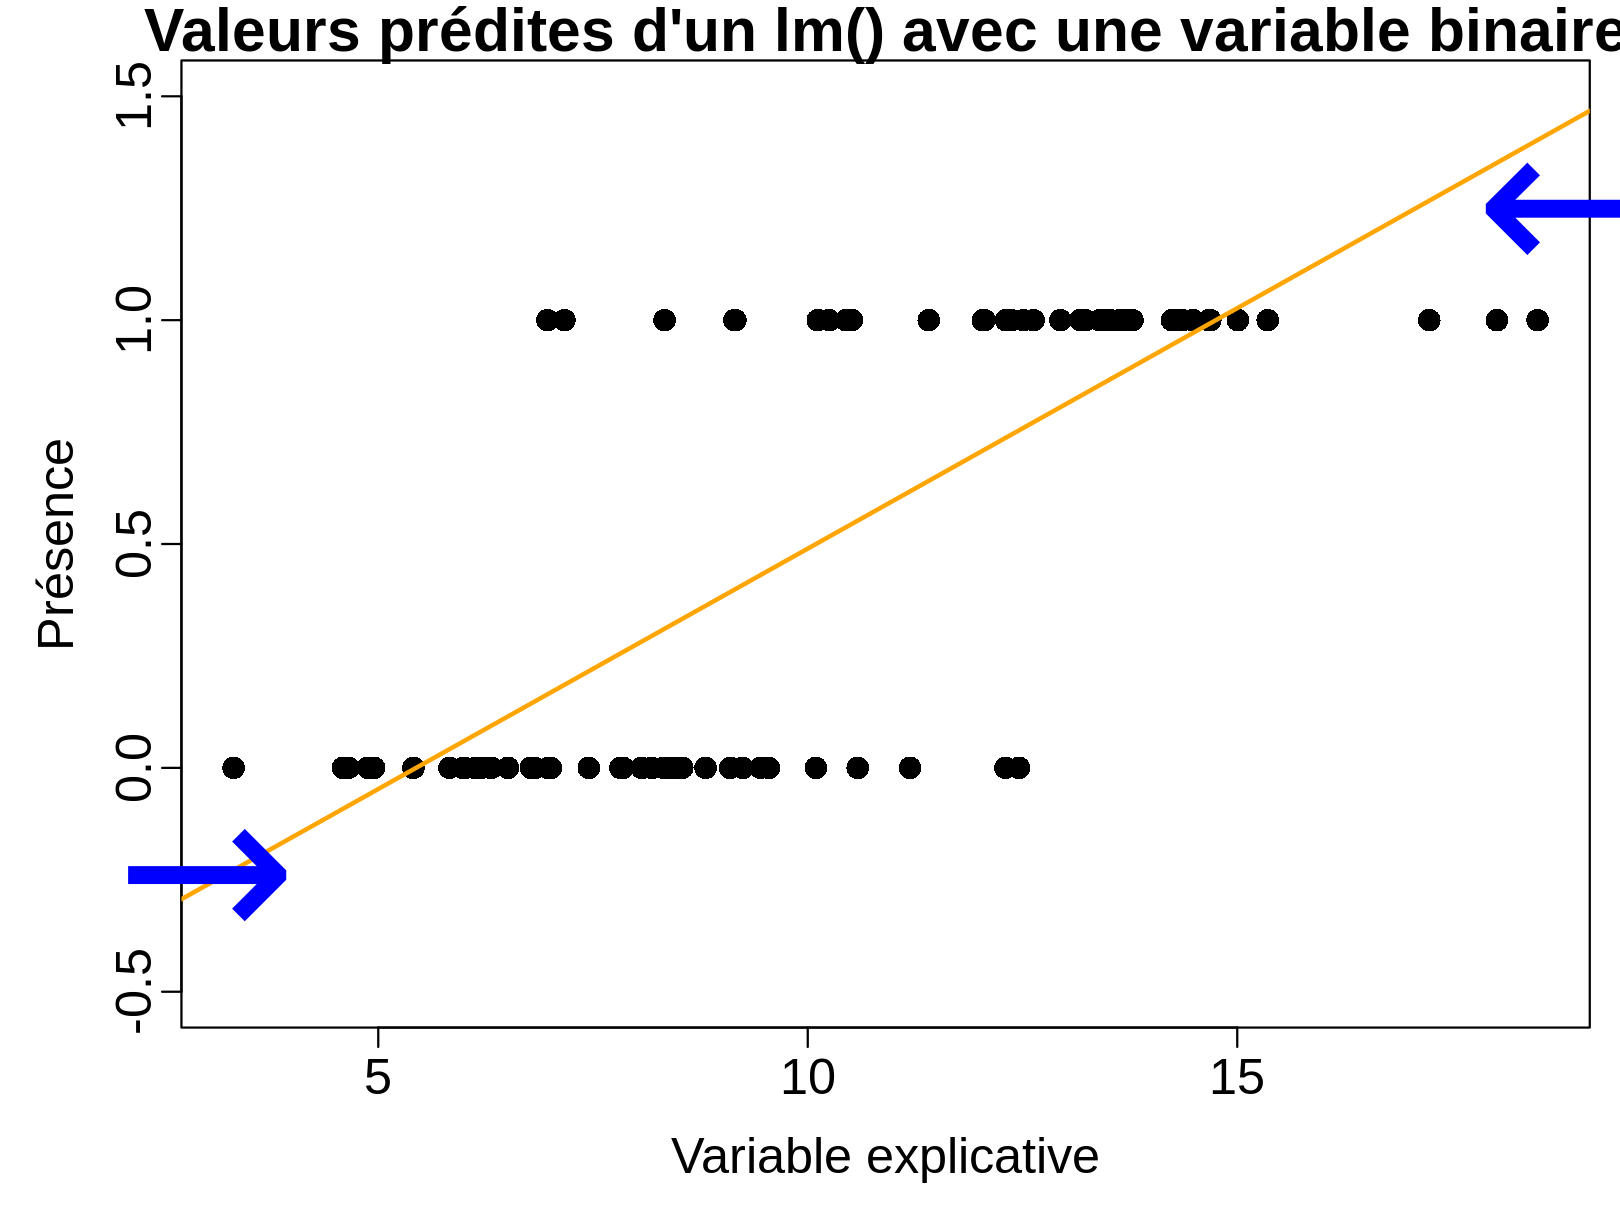 Valeurs prédites d'un lm() avec une variable binaire
1.5
1.0
0.5
0.0
-0.5
Présence
5 10 15
Variable explicative